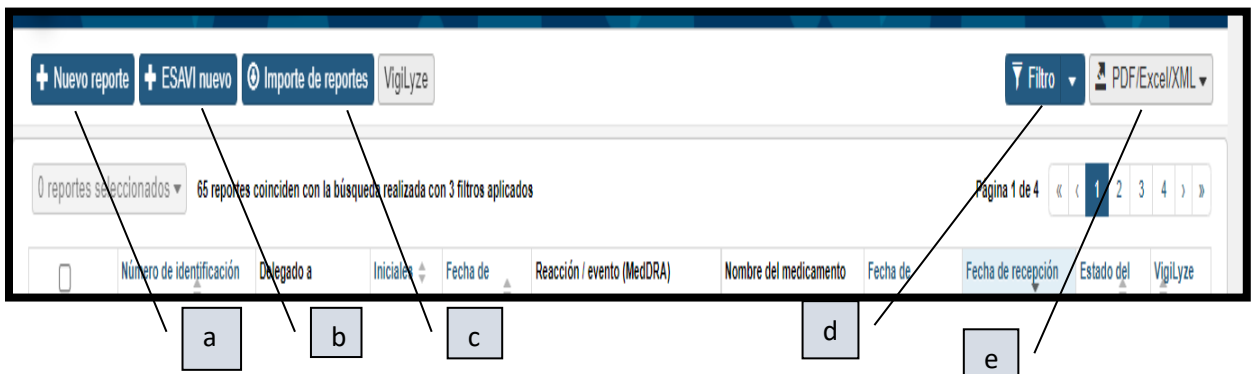 Nuevo reporte ESAVI nuevo Importe de reportes VigiLyze Filtro PDF/Excel/XML
0 reportes seleccionados 65 reportes coinciden con la búsqueda realizada con 3 filtros aplicados Pagina 1 de 4 « ‹ 1 2 3 4 › »
Número de identificación Delegado a Iniciales Fecha de Reacción / evento (MedDRA) Nombre del medicamento Fecha de Fecha de recepción Estado del VigiLyze
a b c d e